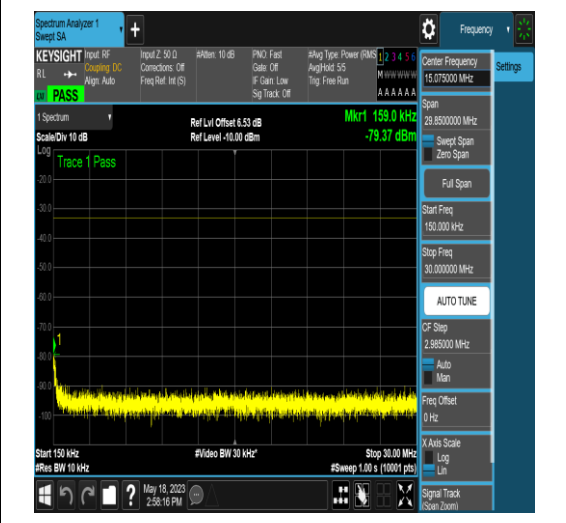 Spectrum Analyzer 1
Swept SA
+
Frequency
KEYSIGHT
RL
PASS
Input: RF
Coupling: DC
Align: Auto
Input Z: 50 Ω
Corrections: Off
Freq Ref: Int (S)
#Atten: 10 dB
PNO: Fast
Gate: Off
IF Gain: Low
Sig Track: Off
#Avg Type: Power (RMS
Avg|Hold: 5/5
Trig: Free Run
1 2 3 4 5 6
M W W W W W
A A A A A A
1 Spectrum
Scale/Div 10 dB
Ref Lvl Offset 6.53 dB
Ref Level -10.00 dBm
Mkr1 159.0 kHz
-79.37 dBm
Log
Trace 1 Pass
-20.0
-30.0
-40.0
-50.0
-60.0
-70.0
-80.0
-90.0
-100
1
Start 150 kHz
#Res BW 10 kHz
#Video BW 30 kHz*
Stop 30.00 MHz
#Sweep 1.00 s (10001 pts)
?
May 18, 2023
2:58:16 PM
Center Frequency
15.075000 MHz
Span
29.8500000 MHz
Swept Span
Zero Span
Full Span
Start Freq
150.000 kHz
Stop Freq
30.000000 MHz
AUTO TUNE
CF Step
2.985000 MHz
Auto
Man
Freq Offset
0 Hz
X Axis Scale
Log
Lin
Signal Track
(Span Zoom)
Settings